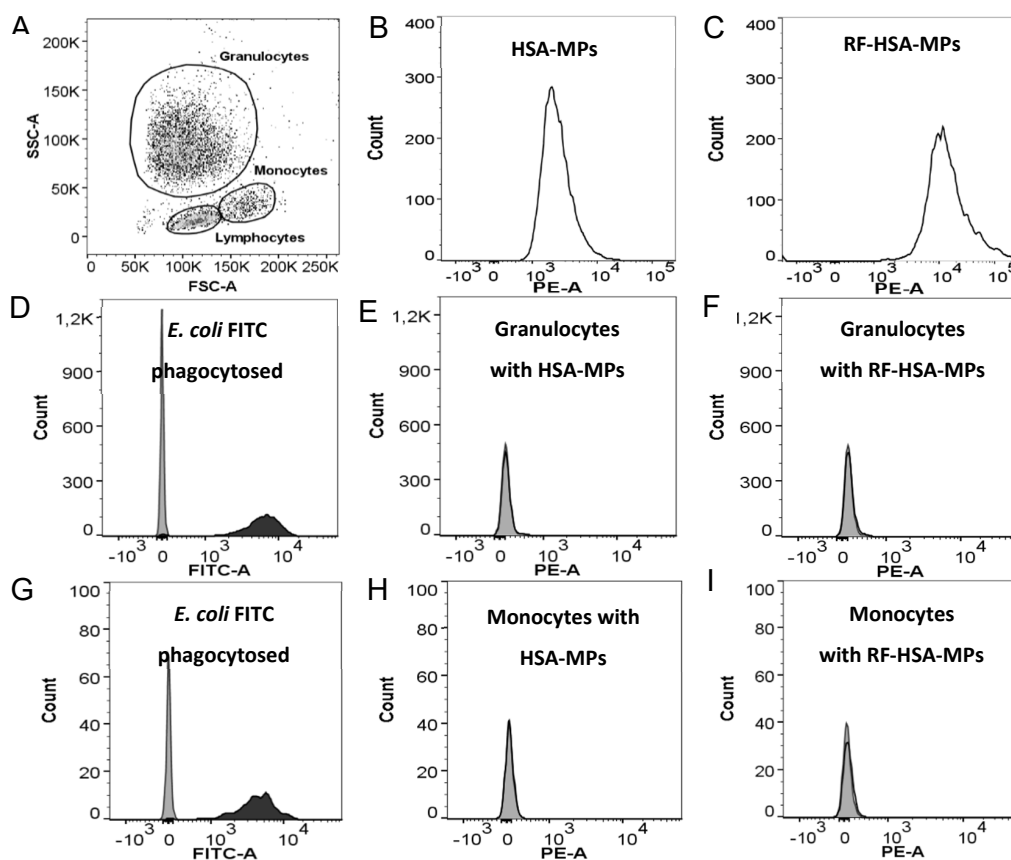 A
200K
150K
100K
50K
0
SSC-A
Granulocytes
Monocytes
Lymphocytes
0 50K 100K 150K 200K 250K
FSC-A
B
HSA-MPs
400
300
200
100
0
Count
-10³ 0 10³ 10⁴ 10⁵
PE-A
C
RF-HSA-MPs
400
300
200
100
0
Count
-10³ 0 10³ 10⁴ 10⁵
PE-A
D
E. coli FITC
phagocytosed
1,2K
900
600
300
0
Count
-10³ 0 10³ 10⁴
FITC-A
E
Granulocytes
with HSA-MPs
1,2K
900
600
300
0
Count
-10³ 0 10³ 10⁴
PE-A
F
Granulocytes
with RF-HSA-MPs
1,2K
900
600
300
0
Count
-10³ 0 10³ 10⁴
PE-A
G
E. coli FITC
phagocytosed
100
80
60
40
20
0
Count
-10³ 0 10³ 10⁴
FITC-A
H
Monocytes with
HSA-MPs
100
80
60
40
20
0
Count
-10³ 0 10³ 10⁴
PE-A
I
Monocytes
with RF-HSA-MPs
100
80
60
40
20
0
Count
-10³ 0 10³ 10⁴
PE-A